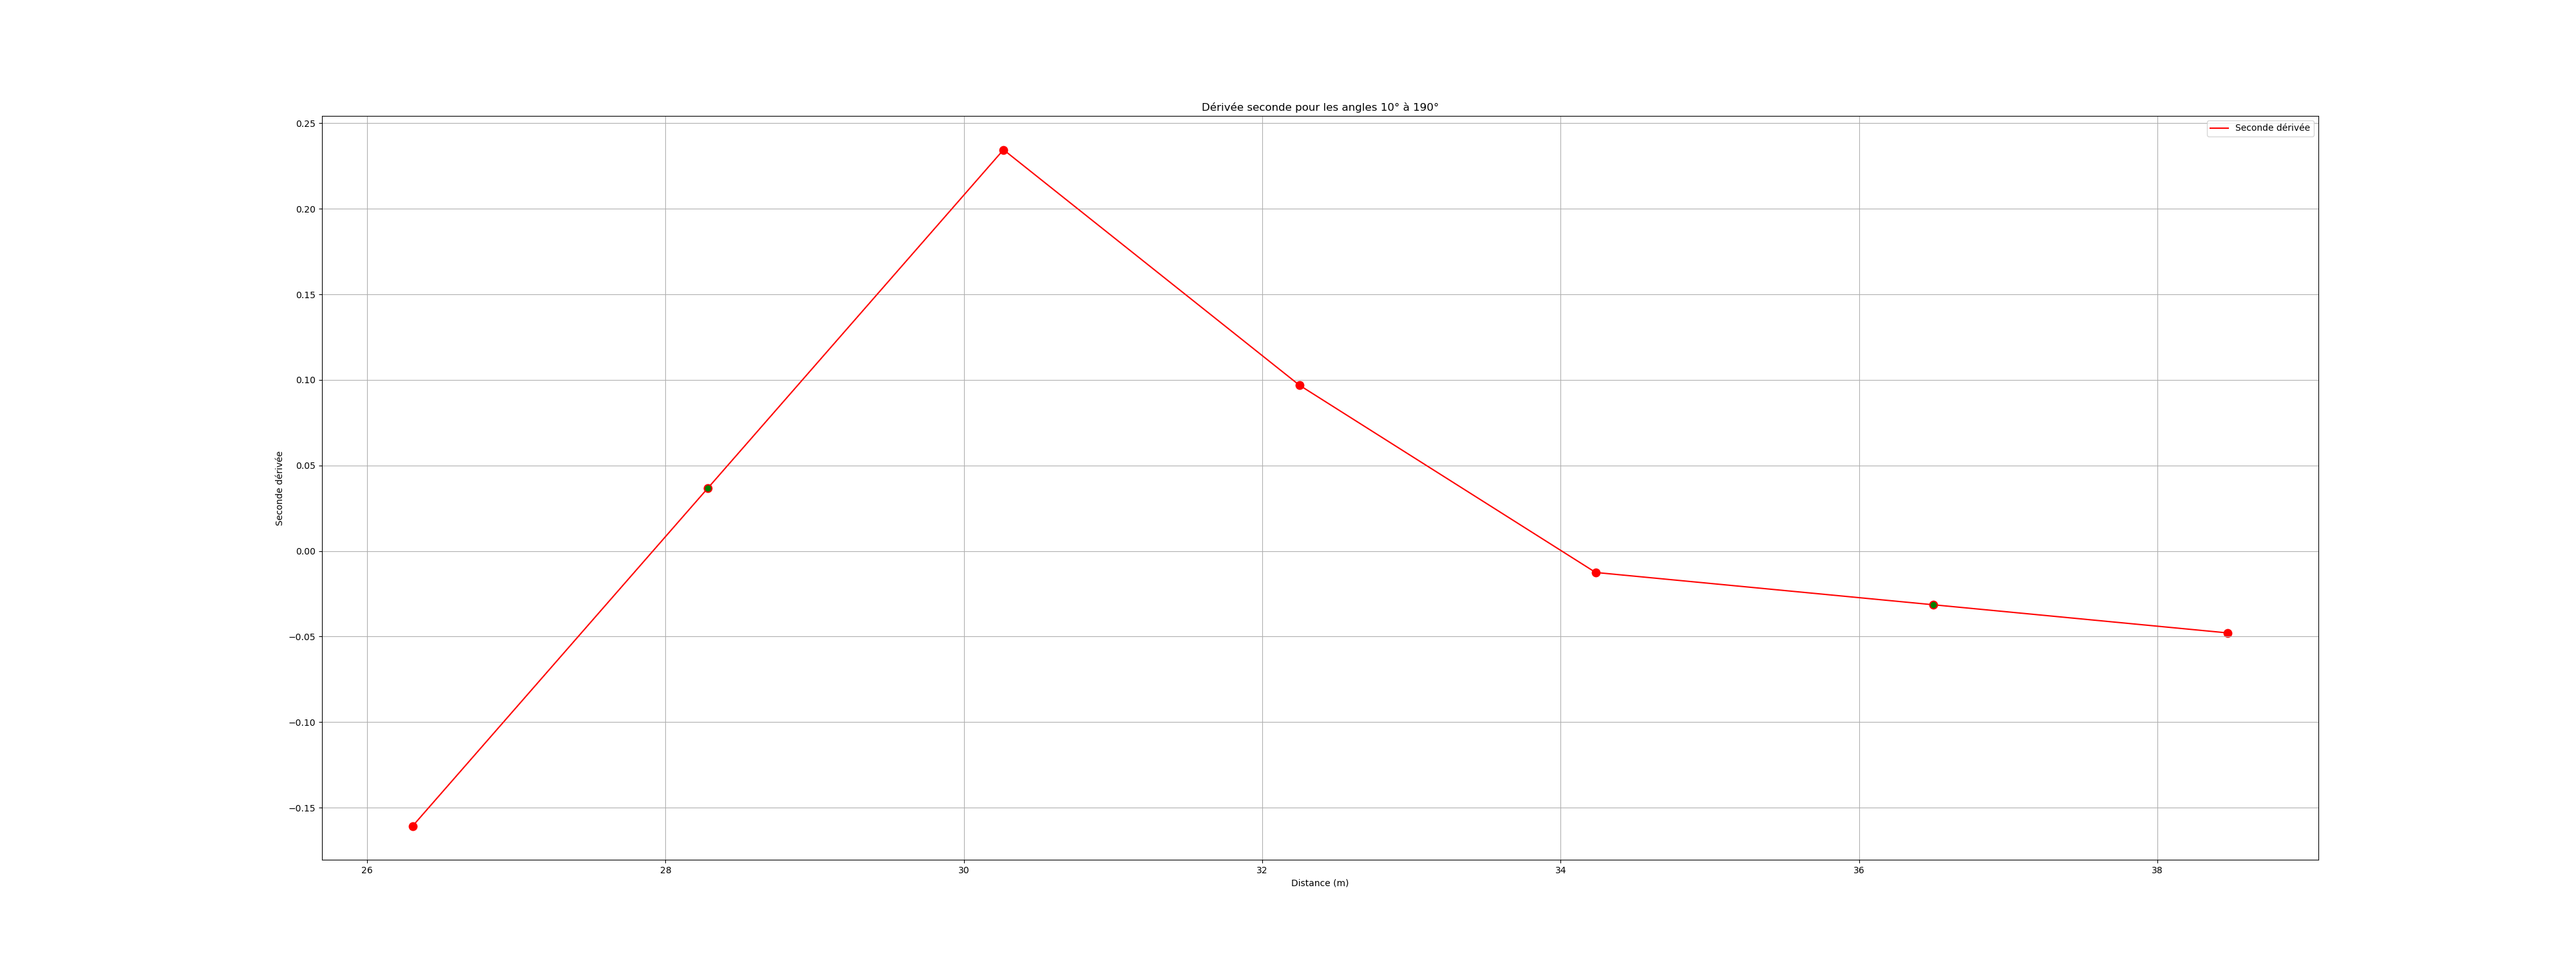 Dérivée seconde pour les angles 10° à 190°
Seconde dérivée
0.25
0.20
0.15
0.10
0.05
0.00
−0.05
−0.10
−0.15
Seconde dérivée
26 28 30 32 34 36 38
Distance (m)